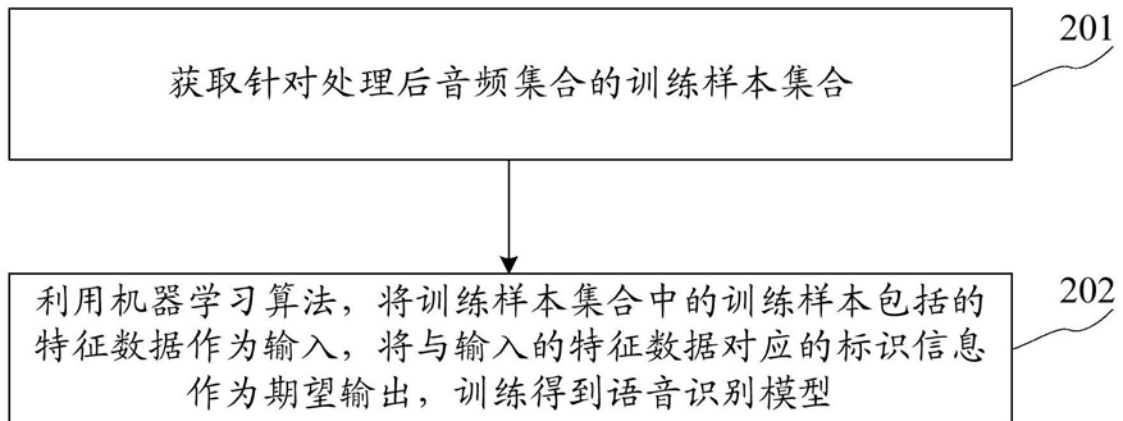 201
获取针对处理后音频集合的训练样本集合
202
利用机器学习算法，将训练样本集合中的训练样本包括的
特征数据作为输入，将与输入的特征数据对应的标识信息
作为期望输出，训练得到语音识别模型